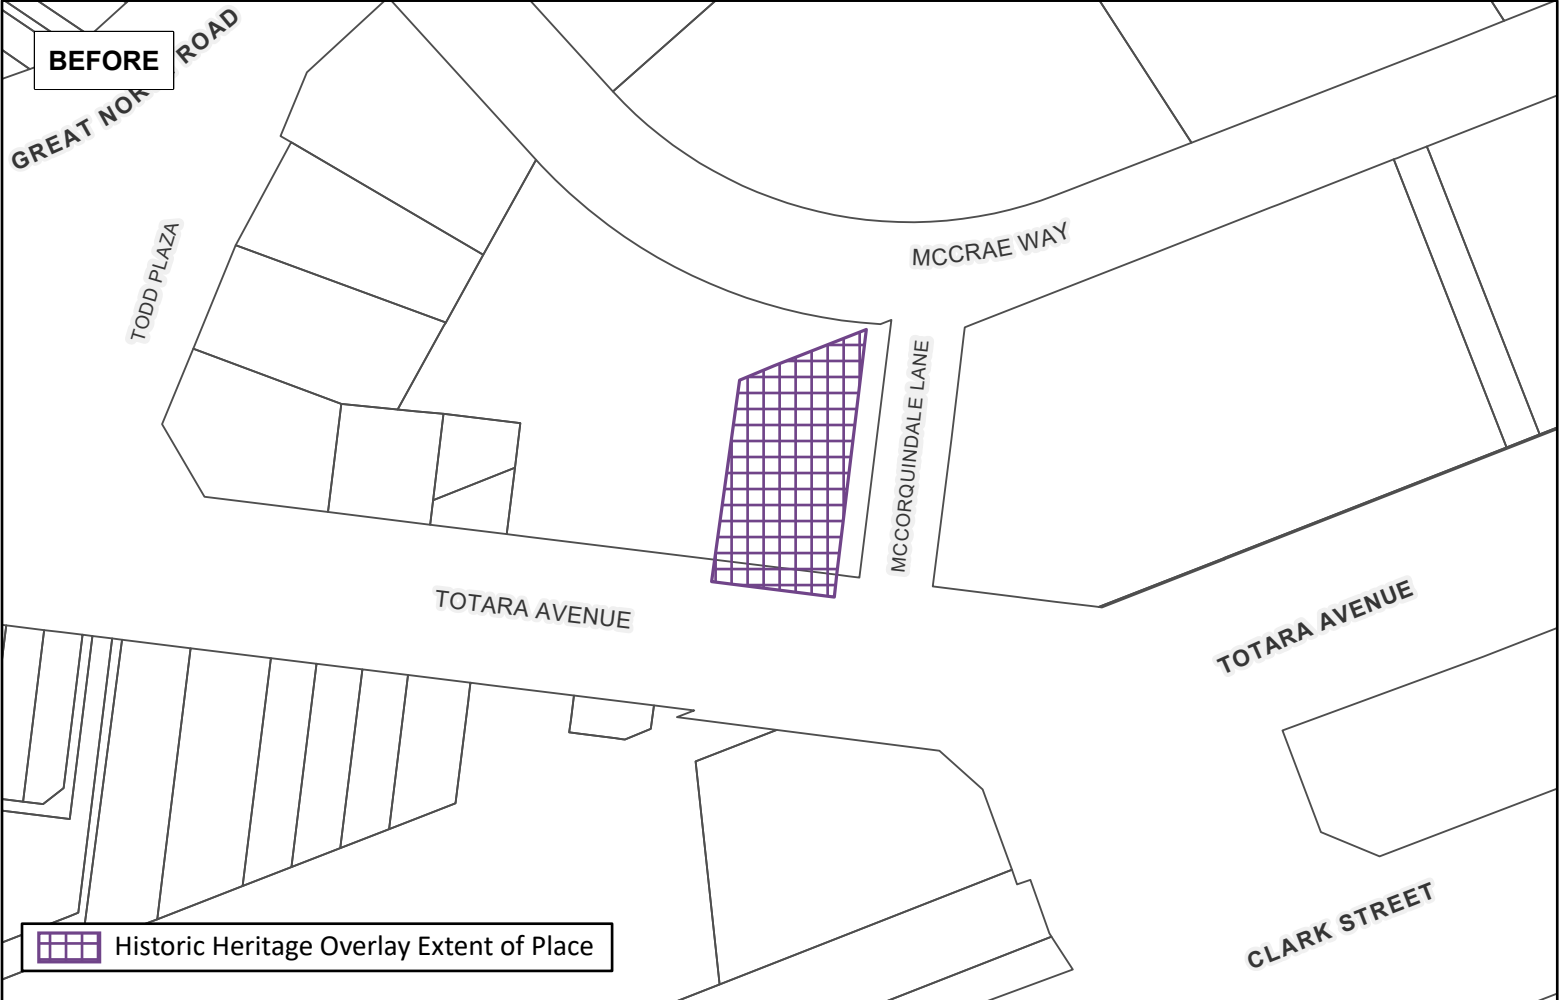 BEFORE
GREAT NOR ROAD
TODD PLAZA
MCCRAE WAY
MCCORQUINDALE LANE
TOTARA AVENUE
TOTARA AVENUE
CLARK STREET
Historic Heritage Overlay Extent of Place